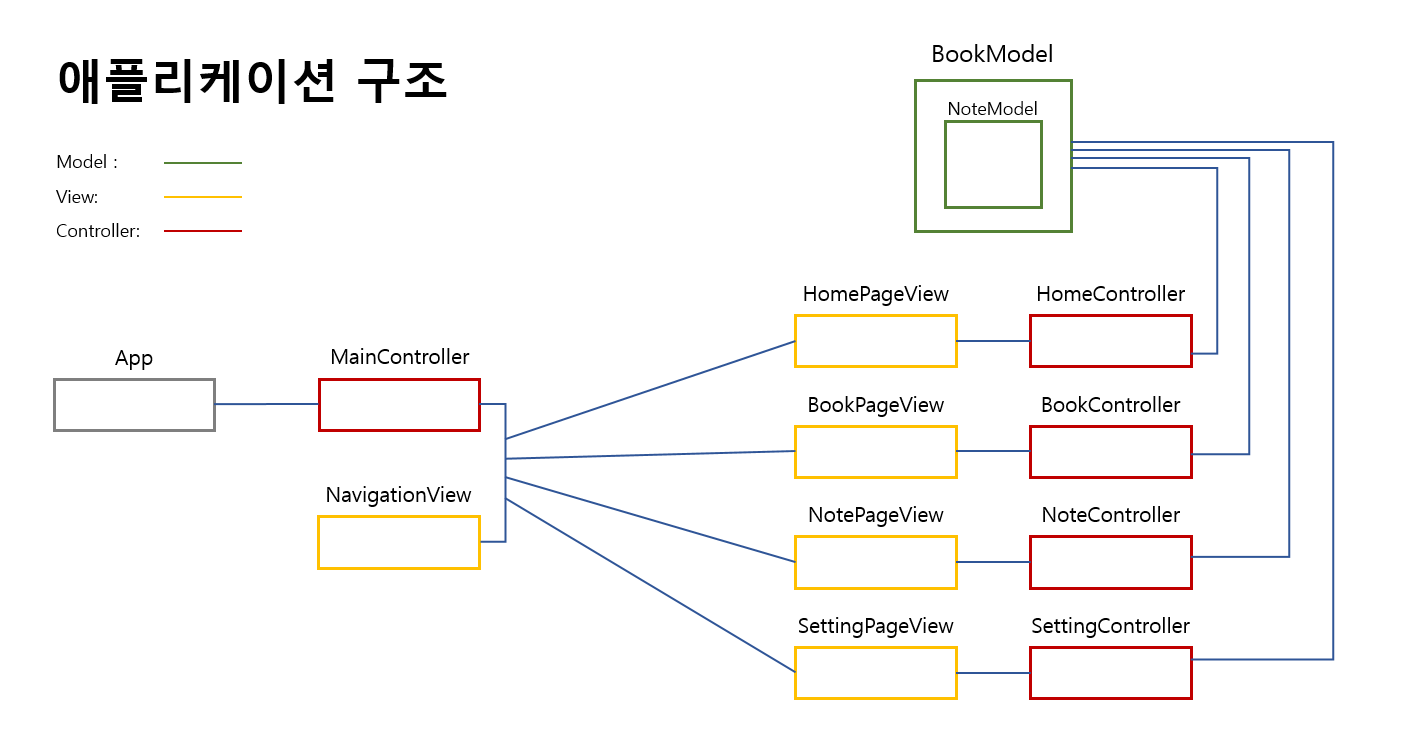 애플리케이션 구조
Model :
View:
Controller:
BookModel
NoteModel
App
MainController
NavigationView
HomePageView
HomeController
BookPageView
BookController
NotePageView
NoteController
SettingPageView
SettingController